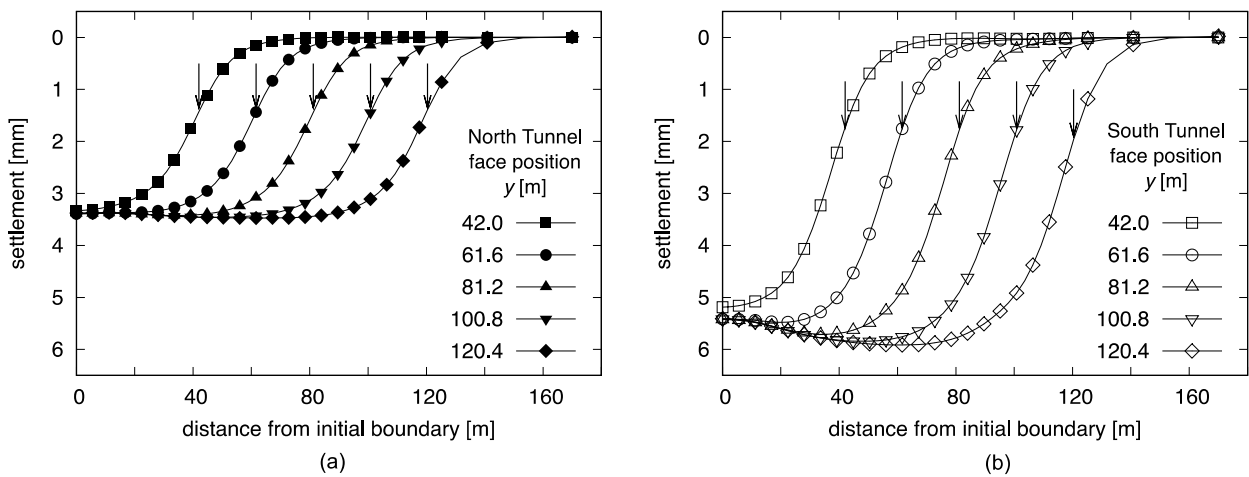 0
1
2
3
4
5
6
settlement [mm]
0 40 80 120 160
distance from initial boundary [m]
North Tunnel
face position
y [m]
42.0
61.6
81.2
100.8
120.4
(a)
0
1
2
3
4
5
6
settlement [mm]
0 40 80 120 160
distance from initial boundary [m]
South Tunnel
face position
y [m]
42.0
61.6
81.2
100.8
120.4
(b)